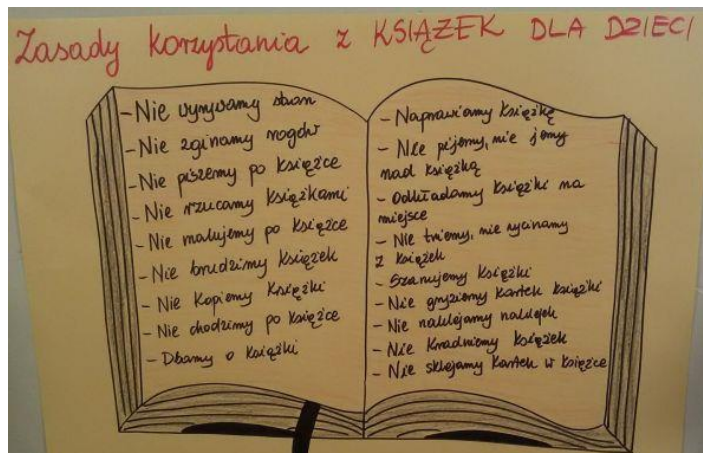 Zasady korzystania z KSIĄŻEK DLA DZIECI
- Nie wyrywamy stron
- Nie zginamy rogów
- Nie piszemy po książce
- Nie rzucamy książkami
- Nie malujemy po książce
- Nie brudzimy książek
- Nie kopiemy książki
- Nie chodzimy po książce
- Dbamy o książki
- Naprawiamy książkę
- Nie pijemy, nie jemy
nad książką
- Odkładamy książki na
miejsce
- Nie tniemy, nie wycinamy
z książek
- Szanujemy książki
- Nie gryziemy kartek książki
- Nie naklejamy naklejek
- Nie kradniemy książek
- Nie sklejamy kartek w książce